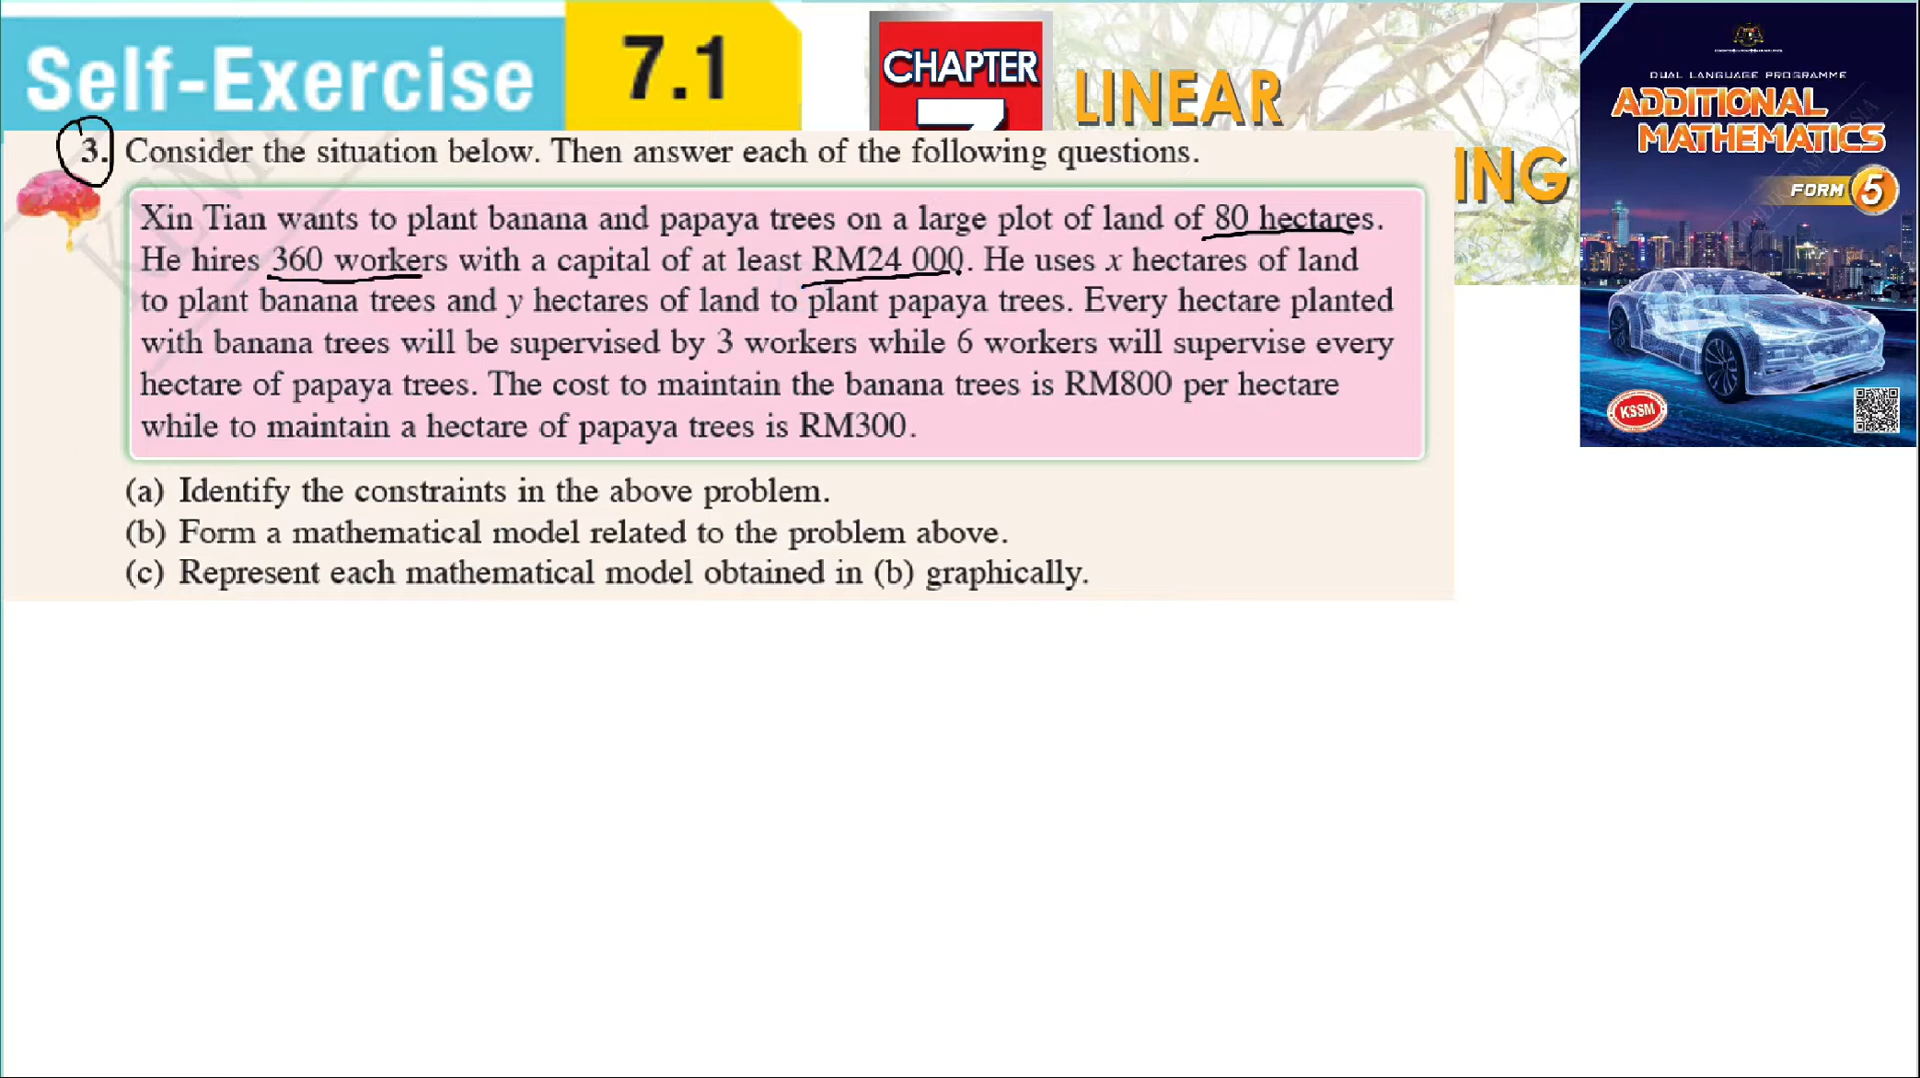 Self-Exercise 7.1
CHAPTER
7
LINEAR
ING
DUAL LANGUAGE PROGRAMME
ADDITIONAL
MATHEMATICS
FORM 5
KSSM
3. Consider the situation below. Then answer each of the following questions.
Xin Tian wants to plant banana and papaya trees on a large plot of land of 80 hectares.
He hires 360 workers with a capital of at least RM24 000. He uses x hectares of land
to plant banana trees and y hectares of land to plant papaya trees. Every hectare planted
with banana trees will be supervised by 3 workers while 6 workers will supervise every
hectare of papaya trees. The cost to maintain the banana trees is RM800 per hectare
while to maintain a hectare of papaya trees is RM300.
(a) Identify the constraints in the above problem.
(b) Form a mathematical model related to the problem above.
(c) Represent each mathematical model obtained in (b) graphically.